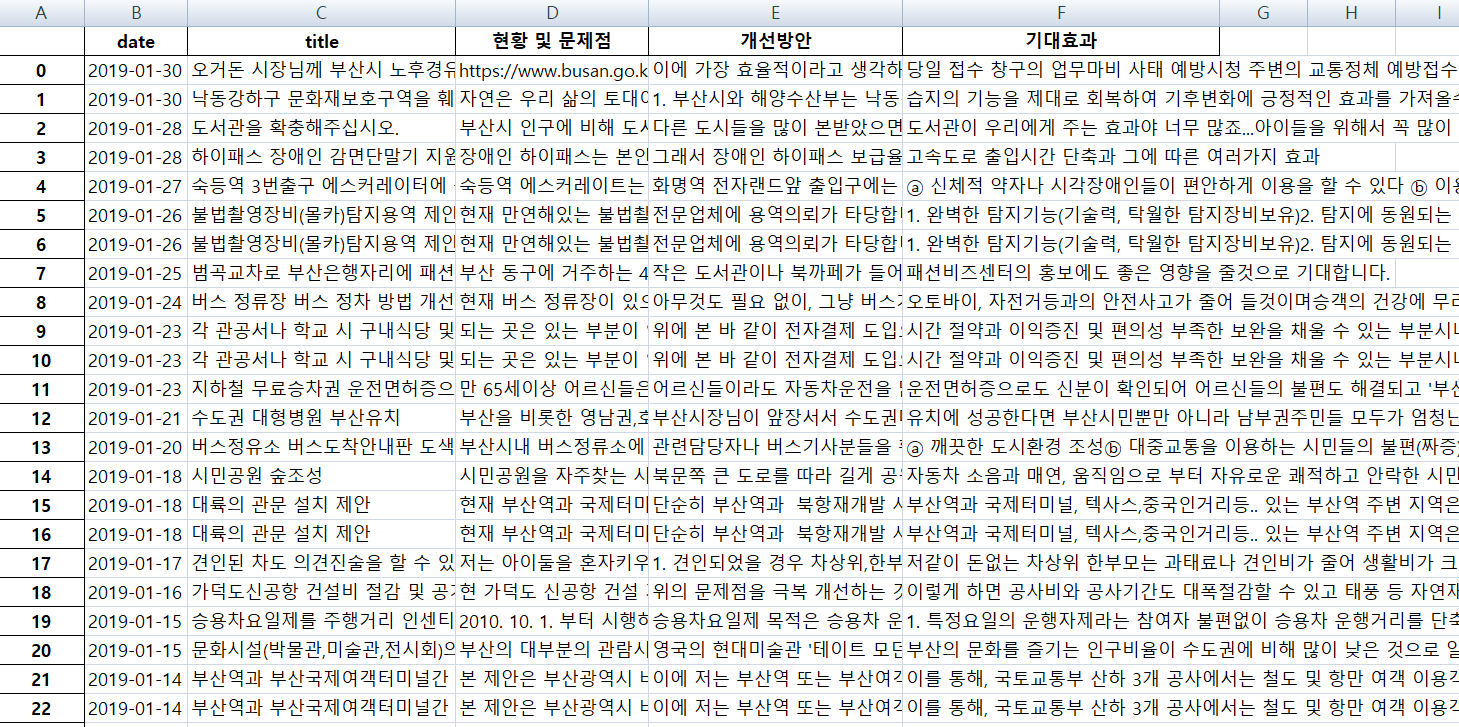 A B C D E F G H I
date title 현황 및 문제점 개선방안 기대효과
0 2019-01-30 오거돈 시장님께 부산시 노후경유 https://www.busan.go.k 이에 가장 효율적이라고 생각하 당일 접수 창구의 업무마비 사태 예방시청 주변의 교통정체 예방접수
1 2019-01-30 낙동강하구 문화재보호구역을 훼 자연은 우리 삶의 토대이 1. 부산시와 해양수산부는 낙동 습지의 기능을 제대로 회복하여 기후변화에 긍정적인 효과를 가져올수
2 2019-01-28 도서관을 확충해주십시오. 부산시 인구에 비해 도서 다른 도시들을 많이 본받았으면 도서관이 우리에게 주는 효과야 너무 많죠...아이들을 위해서 꼭 많이
3 2019-01-28 하이패스 장애인 감면단말기 지원 장애인 하이패스는 본인 그래서 장애인 하이패스 보급율 고속도로 출입시간 단축과 그에 따른 여러가지 효과
4 2019-01-27 숙등역 3번출구 에스커레이터에 숙등역 에스커레이트는 화명역 전자랜드앞 출입구에는 ⓐ 신체적 약자나 시각장애인들이 편안하게 이용을 할 수 있다 ⓑ 이용
5 2019-01-26 불법촬영장비(몰카)탐지용역 제안 현재 만연해있는 불법촬 전문업체에 용역의뢰가 타당합 1. 완벽한 탐지기능(기술력, 탁월한 탐지장비보유)2. 탐지에 동원되는
6 2019-01-26 불법촬영장비(몰카)탐지용역 제안 현재 만연해있는 불법촬 전문업체에 용역의뢰가 타당합 1. 완벽한 탐지기능(기술력, 탁월한 탐지장비보유)2. 탐지에 동원되는
7 2019-01-25 범곡교차로 부산은행자리에 패션 부산 동구에 거주하는 4 작은 도서관이나 북까페가 들어 패션비즈센터의 홍보에도 좋은 영향을 줄것으로 기대합니다.
8 2019-01-24 버스 정류장 버스 정차 방법 개선 현재 버스 정류장이 있으 아무것도 필요 없이, 그냥 버스가 오토바이, 자전거등과의 안전사고가 줄어 들것이며승객의 건강에 무리
9 2019-01-23 각 관공서나 학교 시 구내식당 및 되는 곳은 있는 부분이 위에 본 바 같이 전자결제 도입 시간 절약과 이익증진 및 편의성 부족한 보완을 채울 수 있는 부분시니
10 2019-01-23 각 관공서나 학교 시 구내식당 및 되는 곳은 있는 부분이 위에 본 바 같이 전자결제 도입 시간 절약과 이익증진 및 편의성 부족한 보완을 채울 수 있는 부분시니
11 2019-01-23 지하철 무료승차권 운전면허증으 만 65세이상 어르신들은 어르신들이라도 자동차운전을 운전면허증으로도 신분이 확인되어 어르신들의 불편도 해결되고 '부산
12 2019-01-21 수도권 대형병원 부산유치 부산을 비롯한 영남권,호 부산시장님이 앞장서서 수도권 유치에 성공한다면 부산시민뿐만 아니라 남부권주민들 모두가 엄청난
13 2019-01-20 버스정유소 버스도착안내판 도색 부산시내 버스정류소에 관련담당자나 버스기사분들을 ⓐ 깨끗한 도시환경 조성ⓑ 대중교통을 이용하는 시민들의 불편(짜증)
14 2019-01-18 시민공원 숲조성 시민공원을 자주찾는 시 북문쪽 큰 도로를 따라 길게 공원 자동차 소음과 매연, 움직임으로 부터 자유로운 쾌적하고 안락한 시민
15 2019-01-18 대륙의 관문 설치 제안 현재 부산역과 국제터미 단순히 부산역과 북항재개발 사 부산역과 국제터미널, 텍사스,중국인거리등.. 있는 부산역 주변 지역은
16 2019-01-18 대륙의 관문 설치 제안 현재 부산역과 국제터미 단순히 부산역과 북항재개발 사 부산역과 국제터미널, 텍사스,중국인거리등.. 있는 부산역 주변 지역은
17 2019-01-17 견인된 차도 의견진술을 할 수 있 저는 아이둘을 혼자키우 1. 견인되었을 경우 차상위,한부모 저같이 돈없는 차상위 한부모는 과태료나 견인비가 줄어 생활비가 크
18 2019-01-16 가덕도신공항 건설비 절감 및 공기 현 가덕도 신공항 건설 위의 문제점을 극복 개선하는 것 이렇게 하면 공사비와 공사기간도 대폭절감할 수 있고 태풍 등 자연재
19 2019-01-15 승용차요일제를 주행거리 인센티 2010. 10. 1. 부터 시행하 승용차요일제 목적은 승용차 운 1. 특정요일의 운행자제라는 참여자 불편없이 승용차 운행거리를 단축
20 2019-01-15 문화시설(박물관,미술관,전시회)의 부산의 대부분의 관람시 영국의 현대미술관 '테이트 모던 부산의 문화를 즐기는 인구비율이 수도권에 비해 많이 낮은 것으로 알
21 2019-01-14 부산역과 부산국제여객터미널간 본 제안은 부산광역시 이에 저는 부산역 또는 부산여객 이를 통해, 국토교통부 산하 3개 공사에서는 철도 및 항만 여객 이용객
22 2019-01-14 부산역과 부산국제여객터미널간 본 제안은 부산광역시 이에 저는 부산역 또는 부산여객 이를 통해, 국토교통부 산하 3개 공사에서는 철도 및 항만 여객 이용객